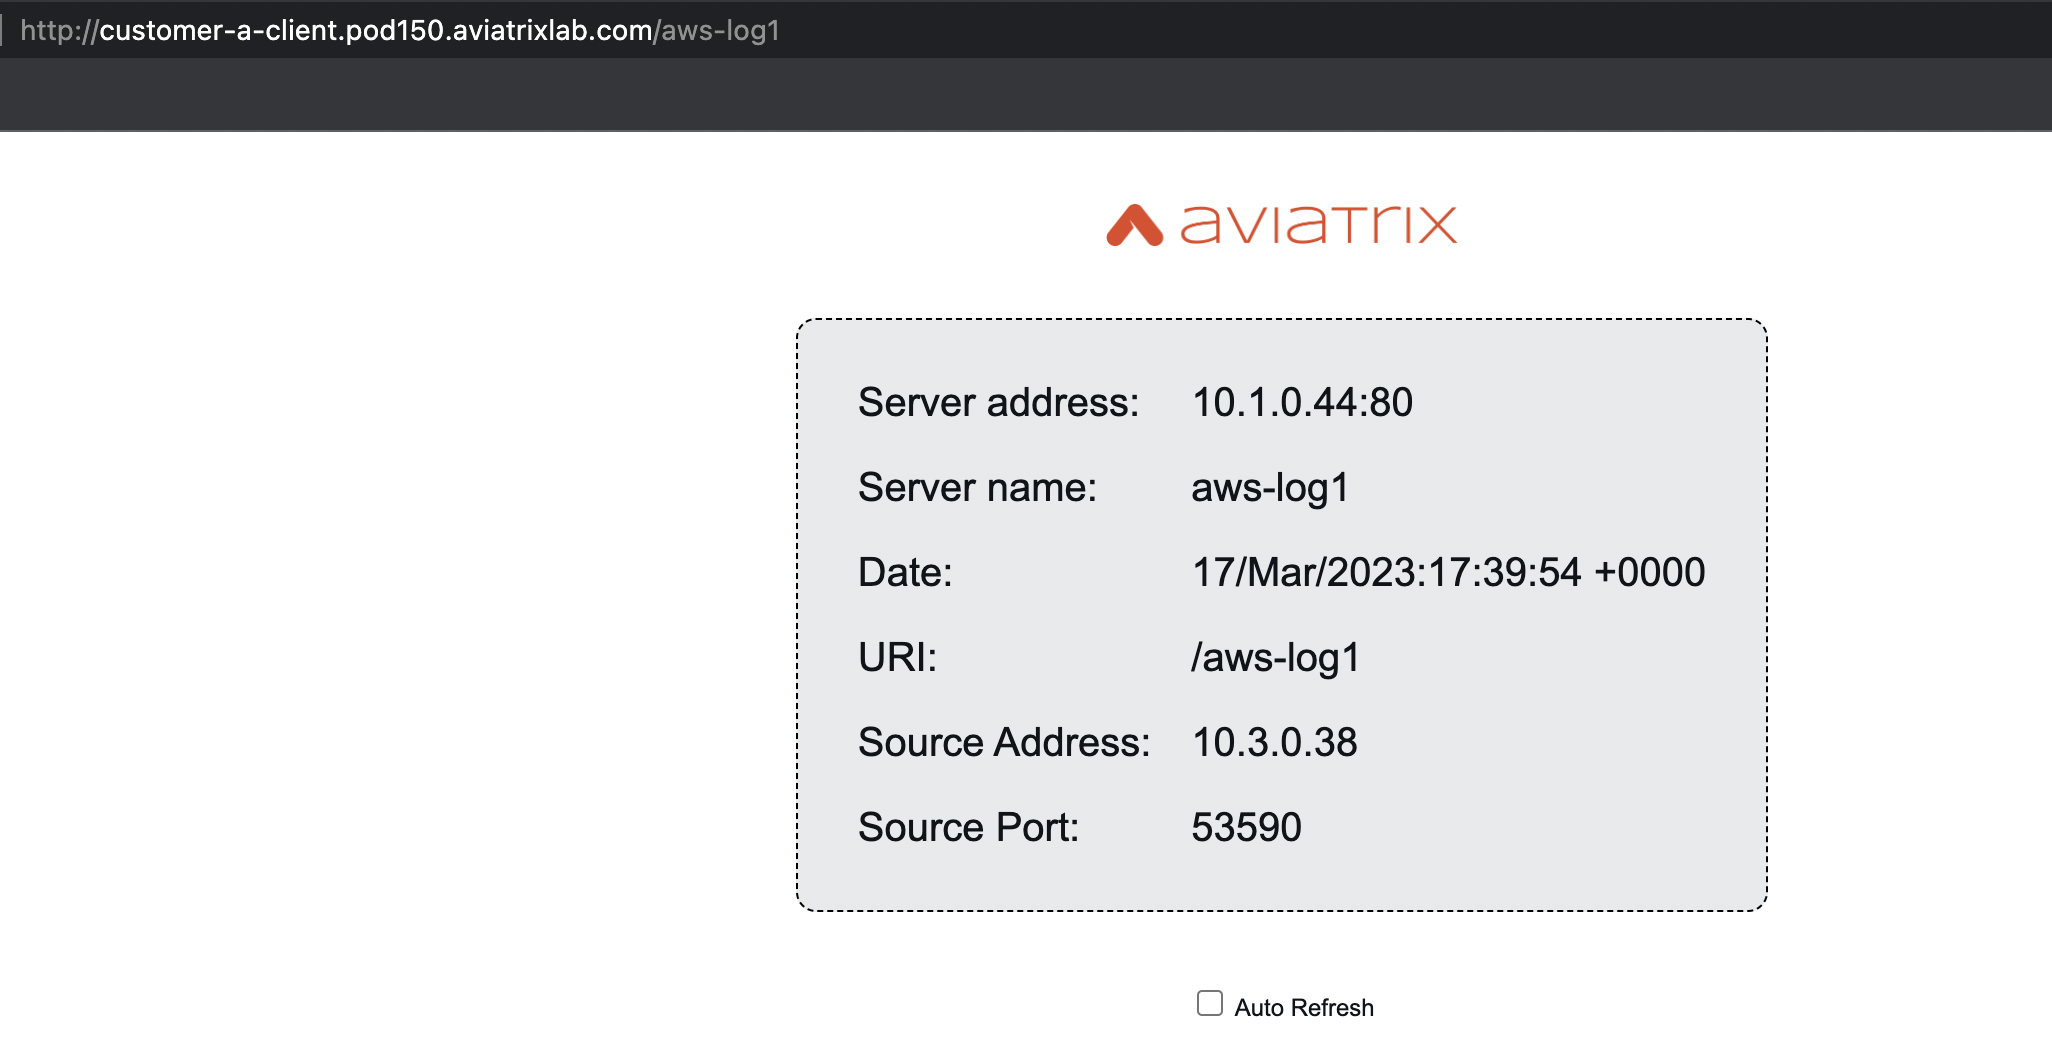 http://customer-a-client.pod150.aviatrixlab.com/aws-log1
aviatrix
Server address: 10.1.0.44:80
Server name: aws-log1
Date: 17/Mar/2023:17:39:54 +0000
URI: /aws-log1
Source Address: 10.3.0.38
Source Port: 53590
Auto Refresh